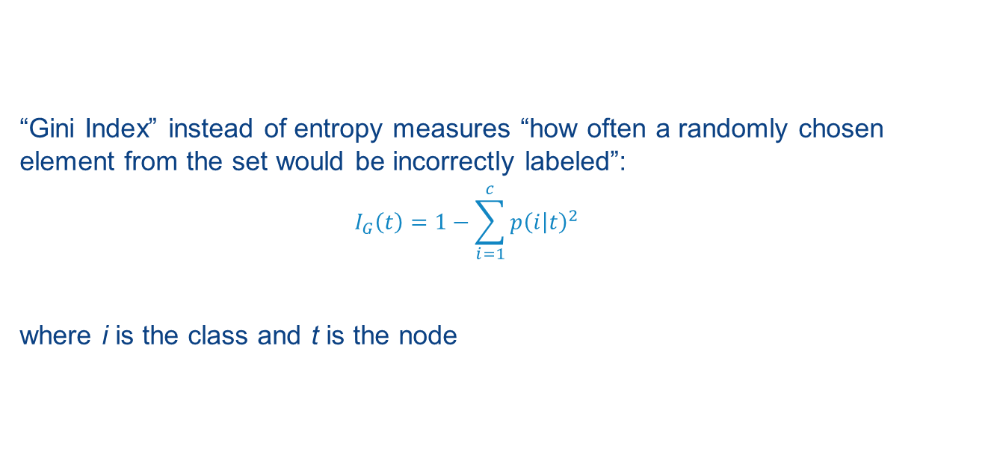 “Gini Index” instead of entropy measures “how often a randomly chosen
element from the set would be incorrectly labeled”:
I_G(t) = 1 − ∑_{i=1}^{c} p(i|t)²
where i is the class and t is the node